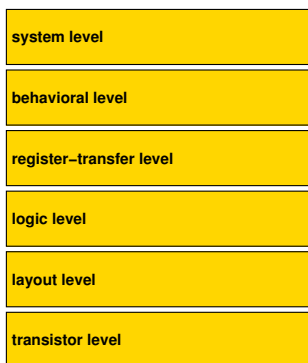 system level
behavioral level
register−transfer level
logic level
layout level
transistor level